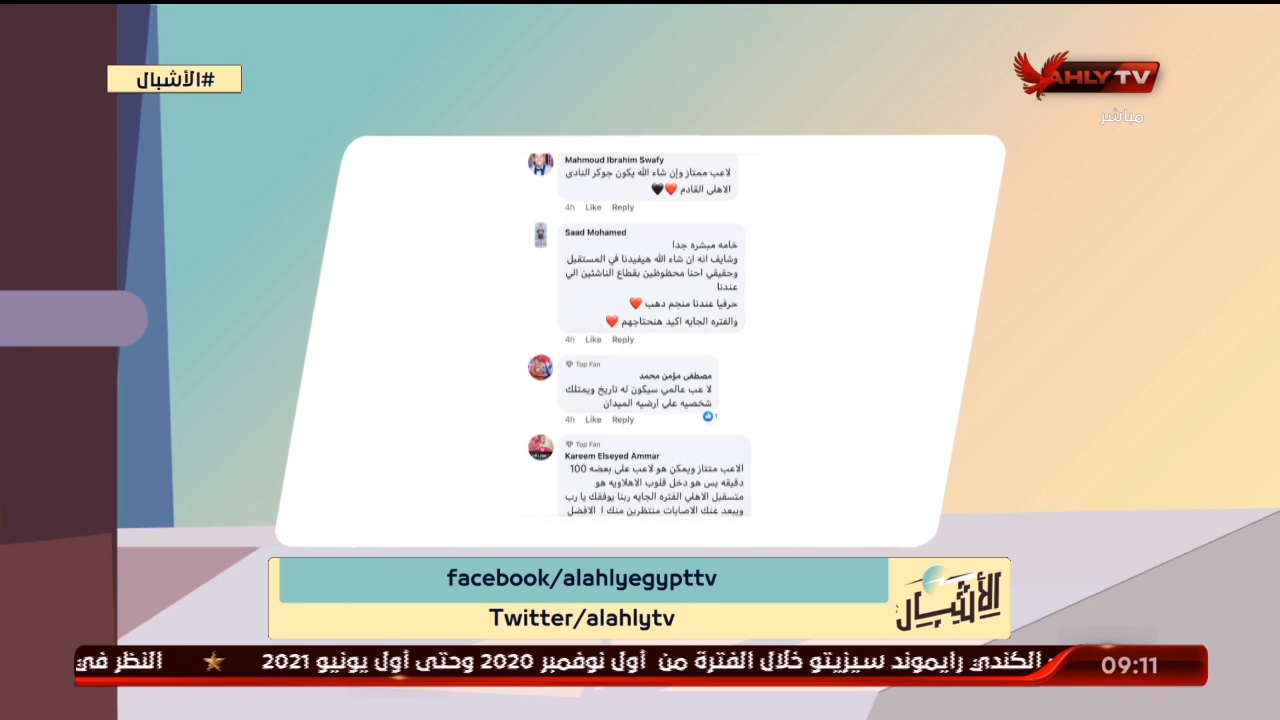 #الأشبال
AHLY TV
مباشر
Mahmoud Ibrahim Swafy
لاعب ممتاز وإن شاء الله يكون جوكر النادى
الاهلى القادم ❤️🖤
4h Like Reply
Saad Mohamed
خامه مبشره جدا
وشايف انه ان شاء الله هيفيدنا في المستقبل
وحقيقي احنا محظوظين بقطاع الناشئين الي
عندنا
حرفيا عندنا منجم دهب ❤️
والفتره الجايه اكيد هنحتاجهم ❤️
4h Like Reply
Top Fan
مصطفى مؤمن محمد
لا عب عالمي سيكون له تاريخ ويمتلك
شخصيه علي ارضيه الميدان
4h Like Reply 1
Top Fan
Kareem Elseyed Ammar
الاعب متتاز ويمكن هو لاعب على بعضه 100
دقيقه بس هو دخل قلوب الاهلاويه هو
متسقبل الاهلي الفتره الجايه ربنا يوفقك يا رب
ويبعد عنك الاصابات منتظرين منك ! الافضل
facebook/alahlyegypttv
Twitter/alahlytv
الأشبال
الكندي رايموند سيزيتو خلال الفترة من أول نوفمبر 2020 وحتى أول يونيو 2021 ★ النظر في
09:11